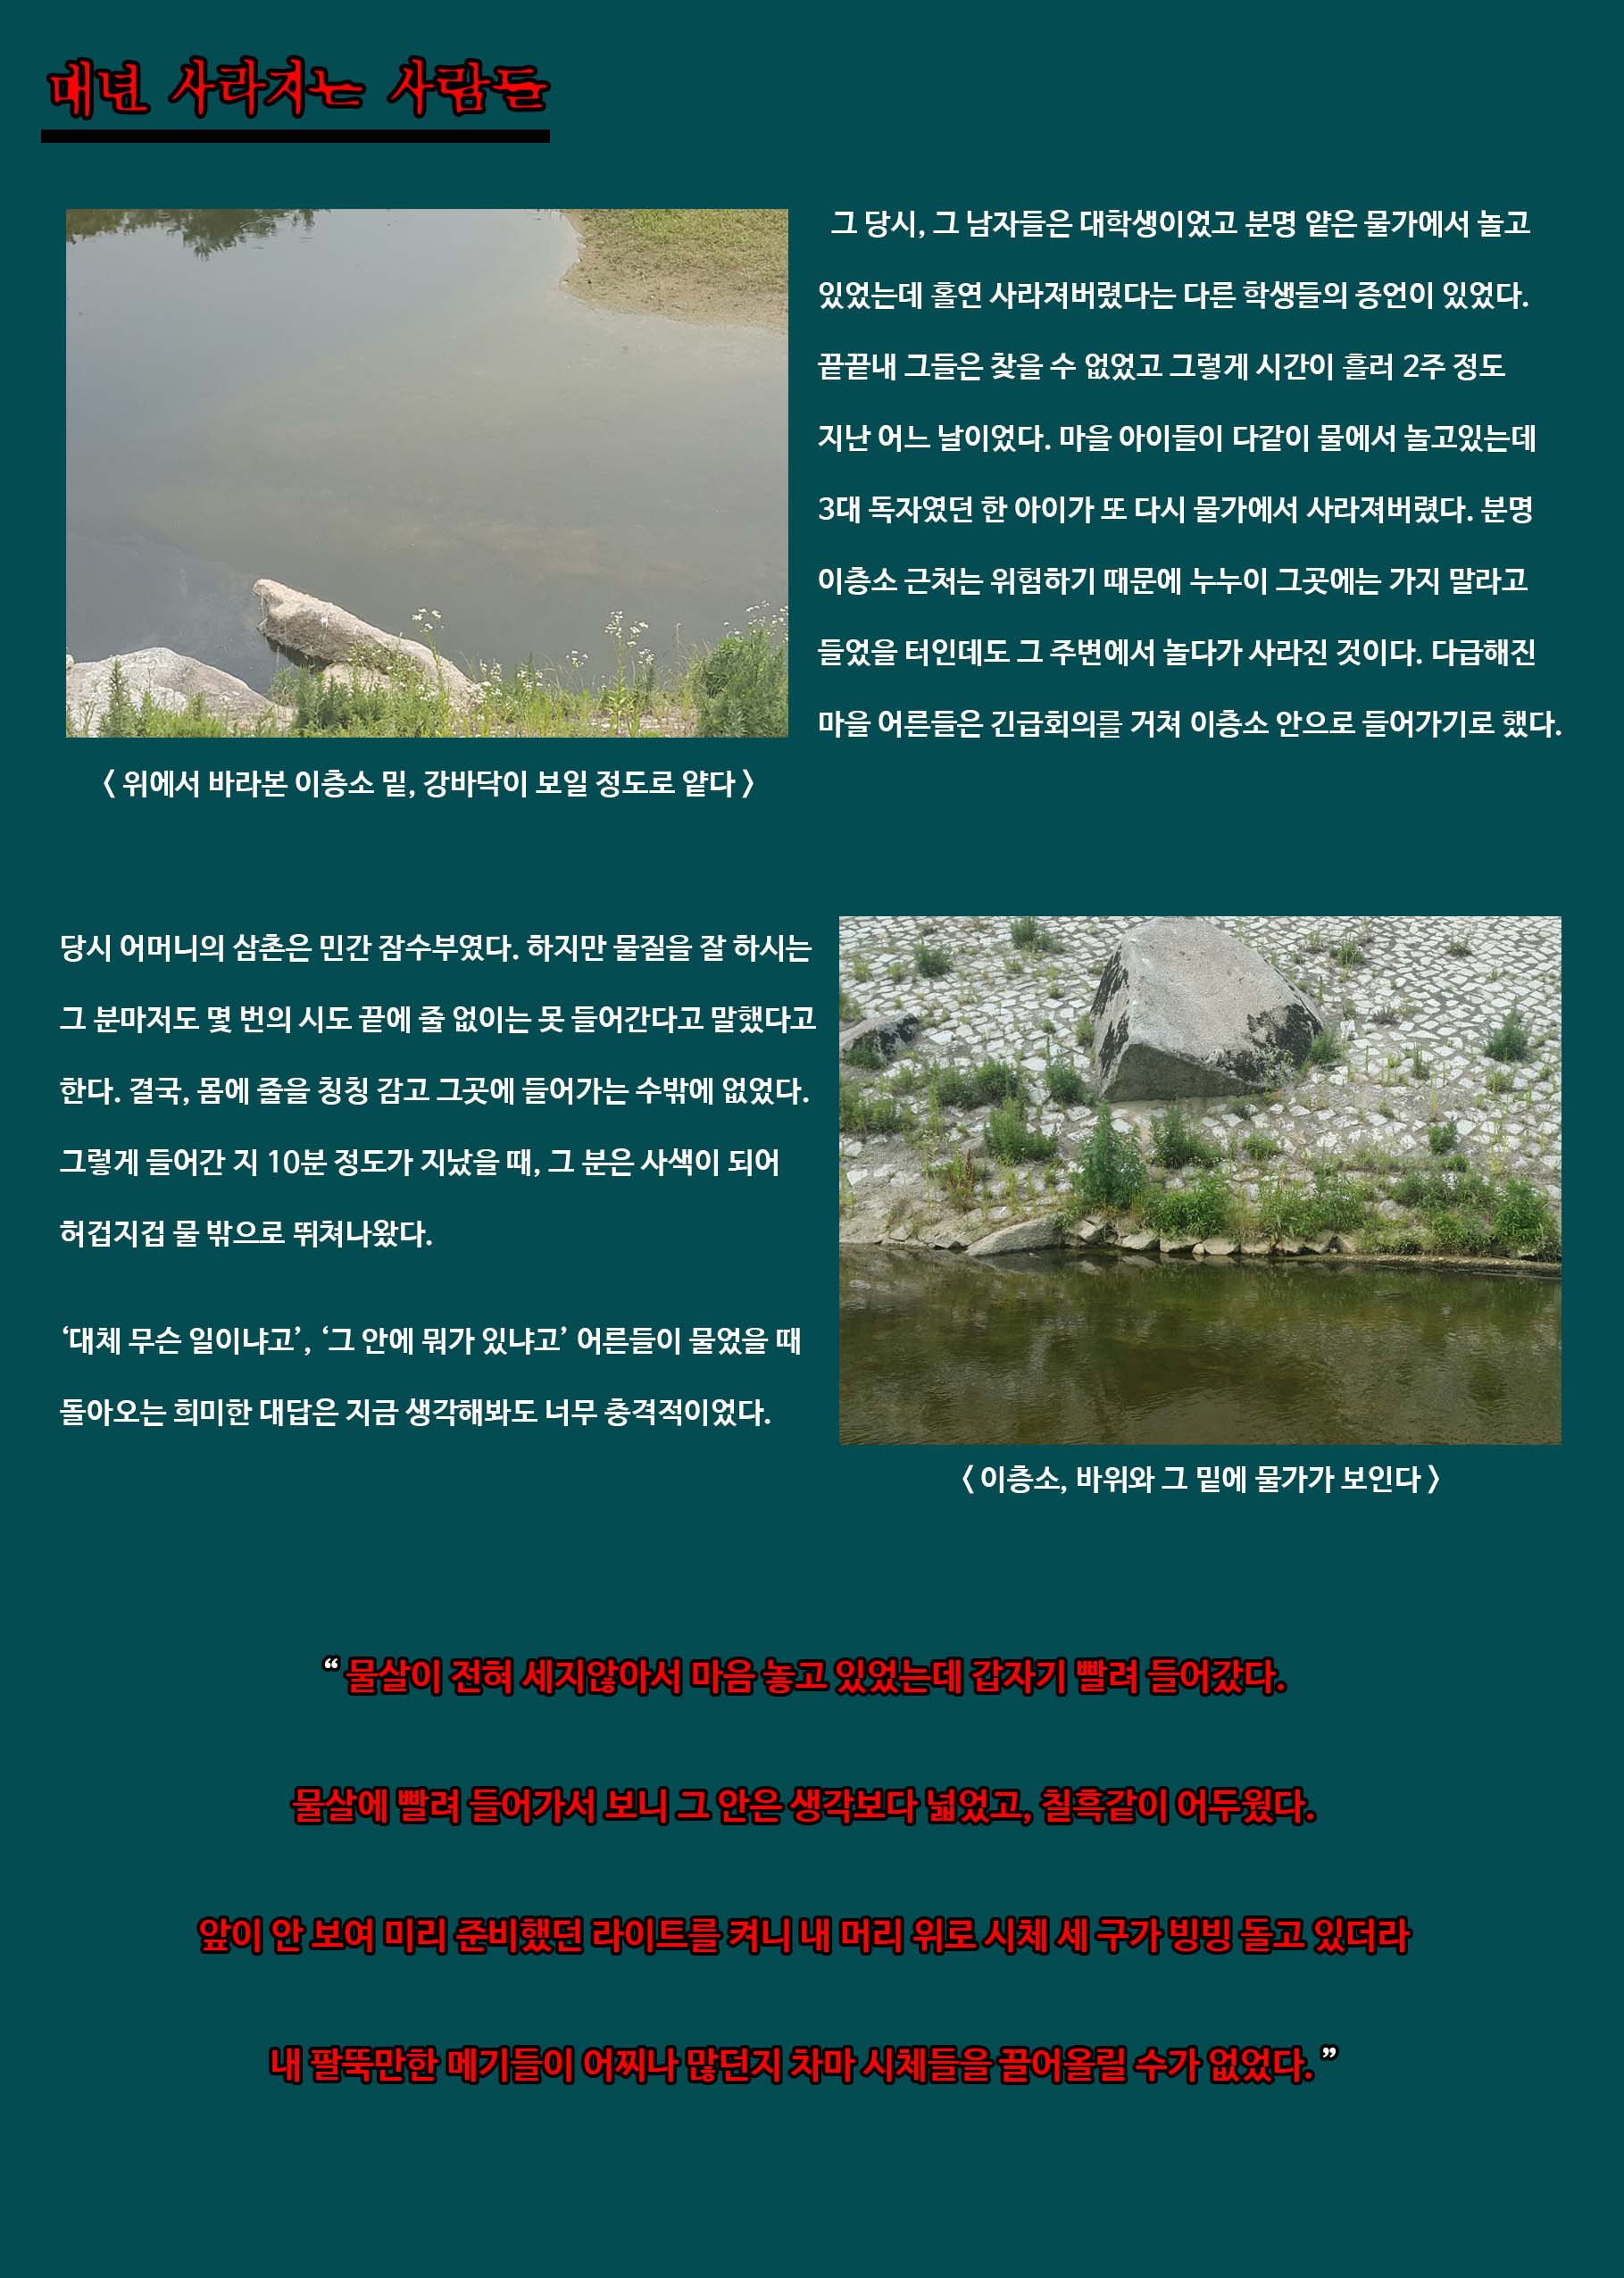 매년 사라지는 사람들
그 당시, 그 남자들은 대학생이었고 분명 얕은 물가에서 놀고
있었는데 홀연 사라져버렸다는 다른 학생들의 증언이 있었다.
끝끝내 그들은 찾을 수 없었고 그렇게 시간이 흘러 2주 정도
지난 어느 날이었다. 마을 아이들이 다같이 물에서 놀고있는데
3대 독자였던 한 아이가 또 다시 물가에서 사라져버렸다. 분명
이층소 근처는 위험하기 때문에 누누이 그곳에는 가지 말라고
들었을 터인데도 그 주변에서 놀다가 사라진 것이다. 다급해진
마을 어른들은 긴급회의를 거쳐 이층소 안으로 들어가기로 했다.
< 위에서 바라본 이층소 밑, 강바닥이 보일 정도로 얕다 >
당시 어머니의 삼촌은 민간 잠수부였다. 하지만 물질을 잘 하시는
그 분마저도 몇 번의 시도 끝에 줄 없이는 못 들어간다고 말했다고
한다. 결국, 몸에 줄을 칭칭 감고 그곳에 들어가는 수밖에 없었다.
그렇게 들어간 지 10분 정도가 지났을 때, 그 분은 사색이 되어
허겁지겁 물 밖으로 뛰쳐나왔다.
‘대체 무슨 일이냐고’, ‘그 안에 뭐가 있냐고’ 어른들이 물었을 때
돌아오는 희미한 대답은 지금 생각해봐도 너무 충격적이었다.
< 이층소, 바위와 그 밑에 물가가 보인다 >
“ 물살이 전혀 세지않아서 마음 놓고 있었는데 갑자기 빨려 들어갔다.
물살에 빨려 들어가서 보니 그 안은 생각보다 넓었고, 칠흑같이 어두웠다.
앞이 안 보여 미리 준비했던 라이트를 켜니 내 머리 위로 시체 세 구가 빙빙 돌고 있더라
내 팔뚝만한 메기들이 어찌나 많던지 차마 시체들을 끌어올릴 수가 없었다. ”